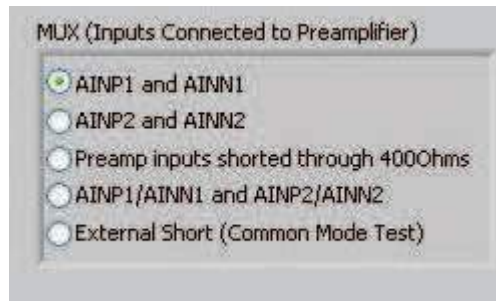 MUX (Inputs Connected to Preamplifier)
AINP1 and AINN1
AINP2 and AINN2
Preamp inputs shorted through 400Ohms
AINP1/AINN1 and AINP2/AINN2
External Short (Common Mode Test)